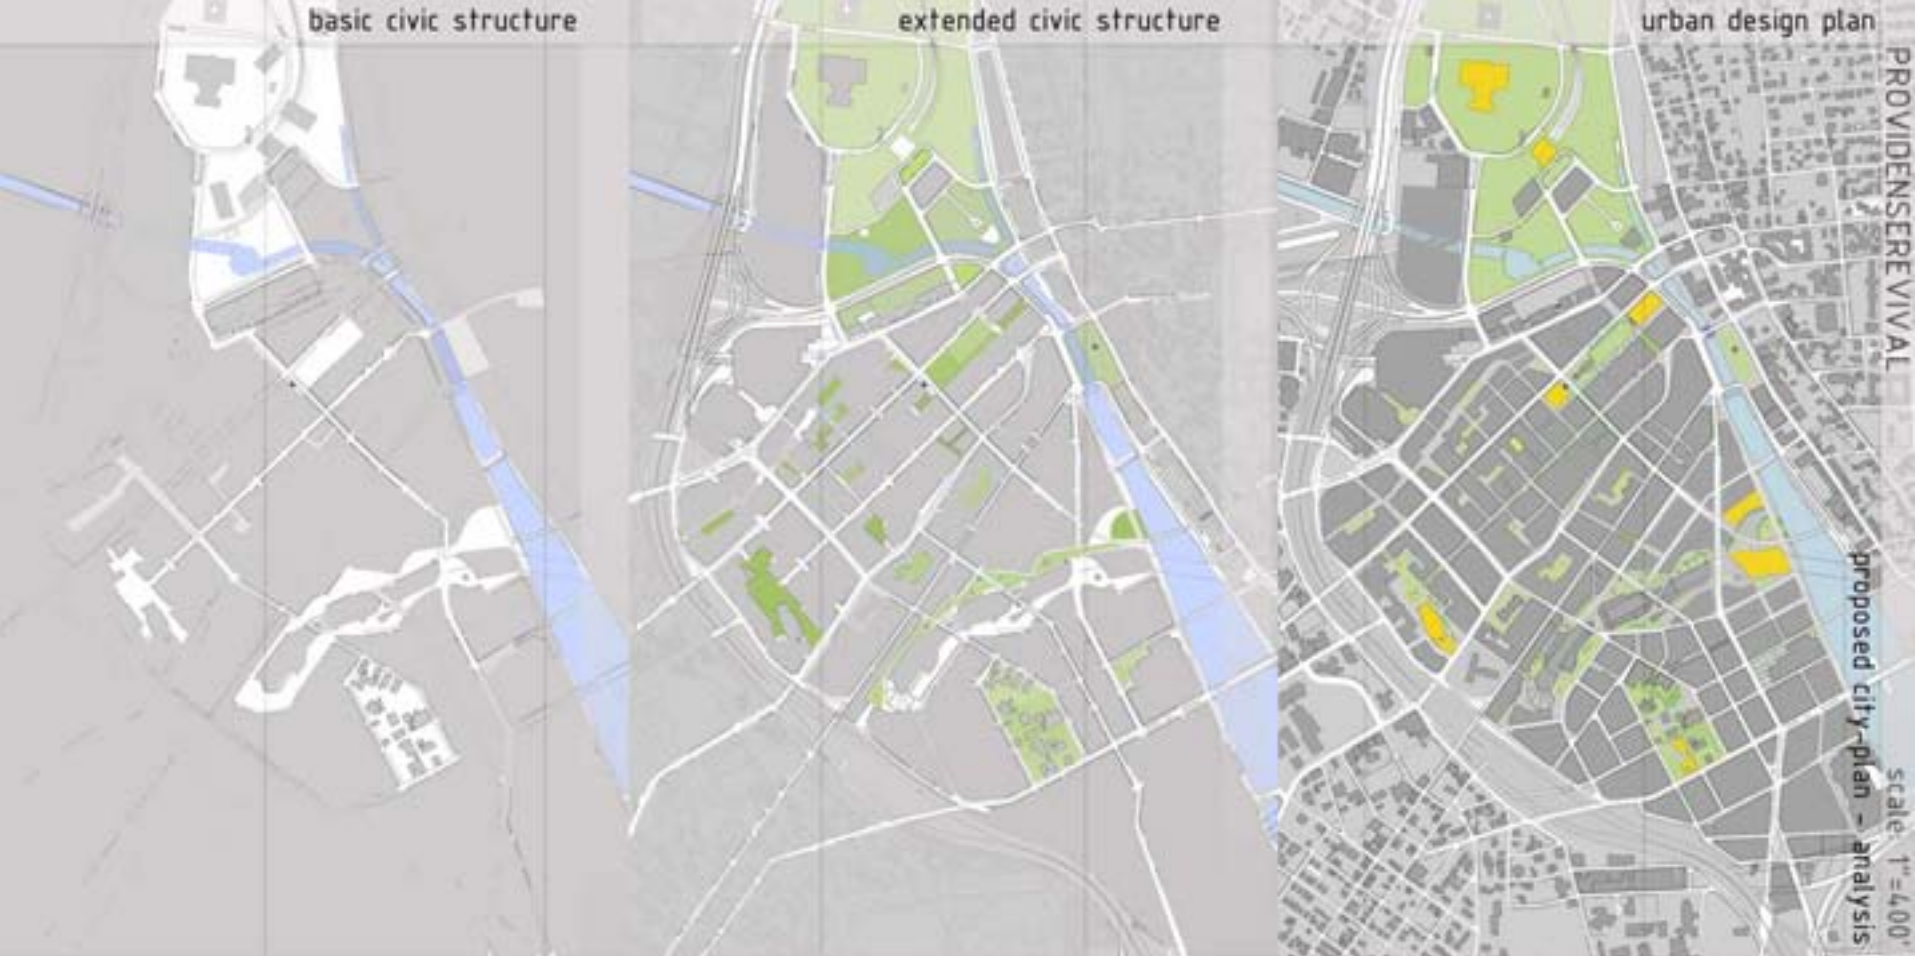 basic civic structure
extended civic structure
urban design plan
PROVIDENSEREVIVAL
proposed city-plan - analysis
scale: 1"=400'